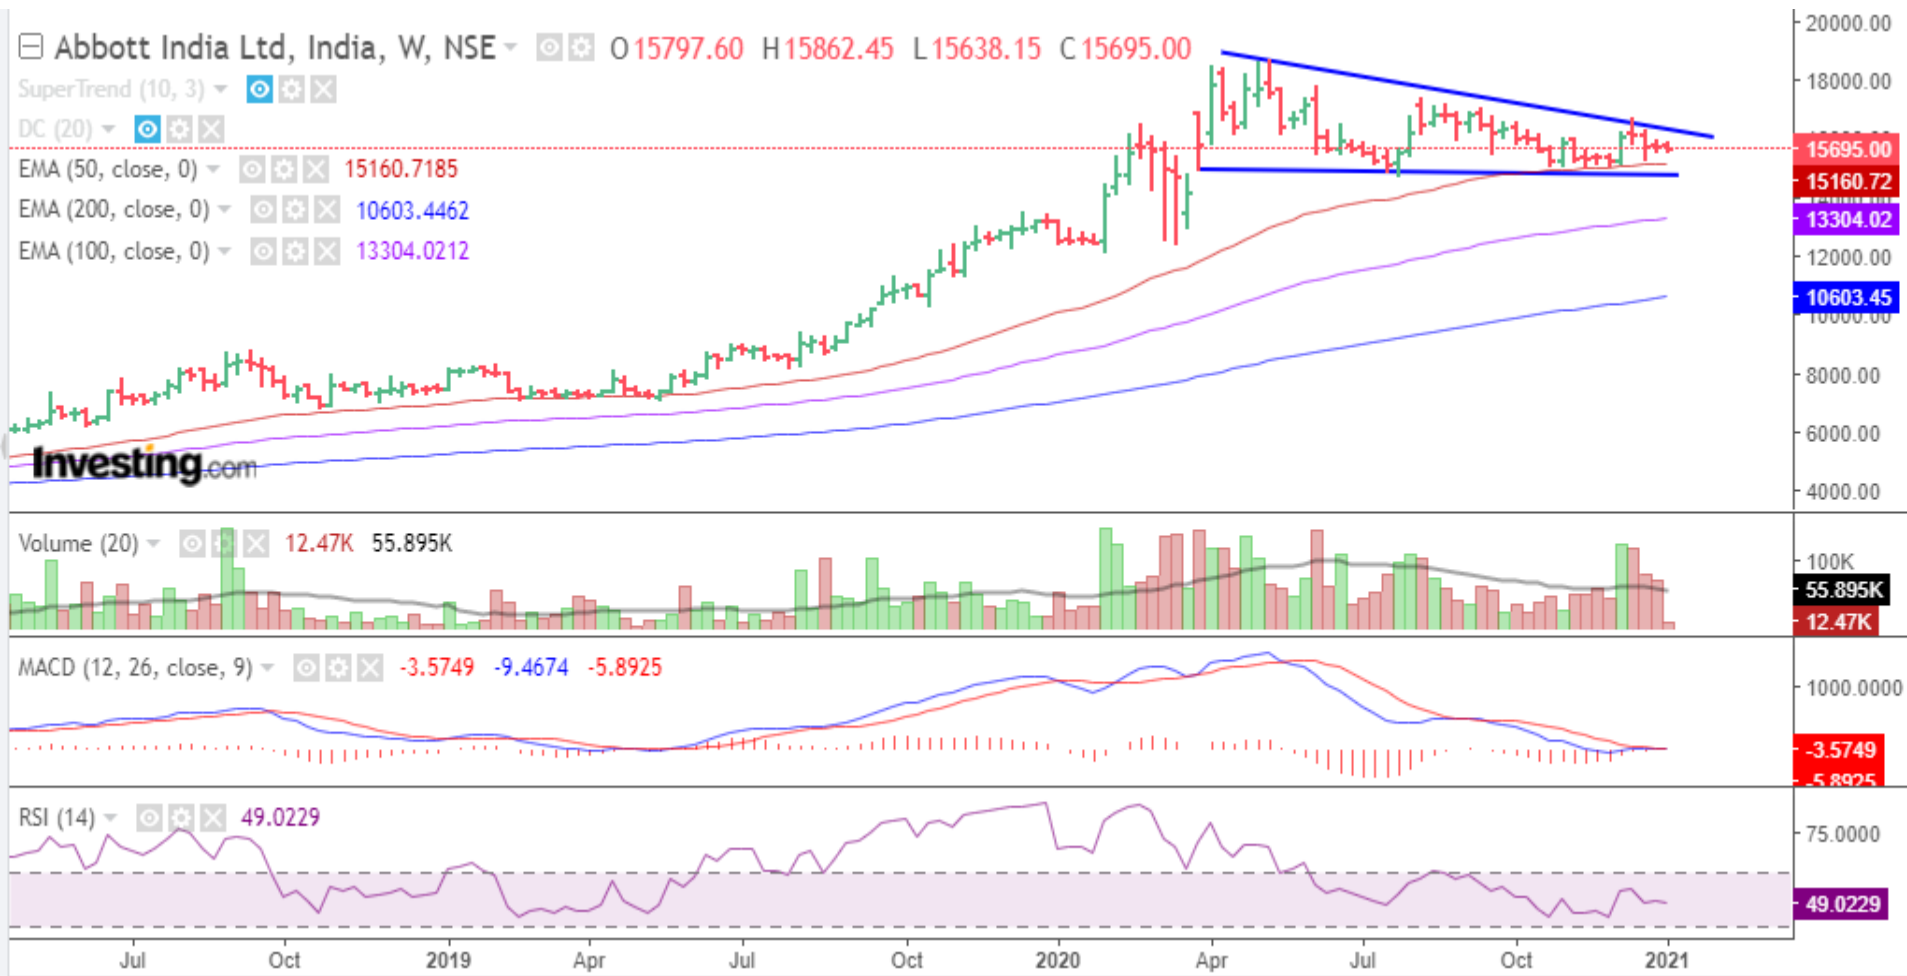 Abbott India Ltd, India, W, NSE O15797.60 H15862.45 L15638.15 C15695.00
SuperTrend (10, 3)
DC (20)
EMA (50, close, 0) 15160.7185
EMA (200, close, 0) 10603.4462
EMA (100, close, 0) 13304.0212
20000.00
18000.00
15695.00
15160.72
13304.02
12000.00
10603.45
10000.00
8000.00
6000.00
4000.00
Investing.com
Volume (20) 12.47K 55.895K
100K
55.895K
12.47K
MACD (12, 26, close, 9) -3.5749 -9.4674 -5.8925
1000.0000
-3.5749
-5.8925
RSI (14) 49.0229
75.0000
49.0229
Jul Oct 2019 Apr Jul Oct 2020 Apr Jul Oct 2021